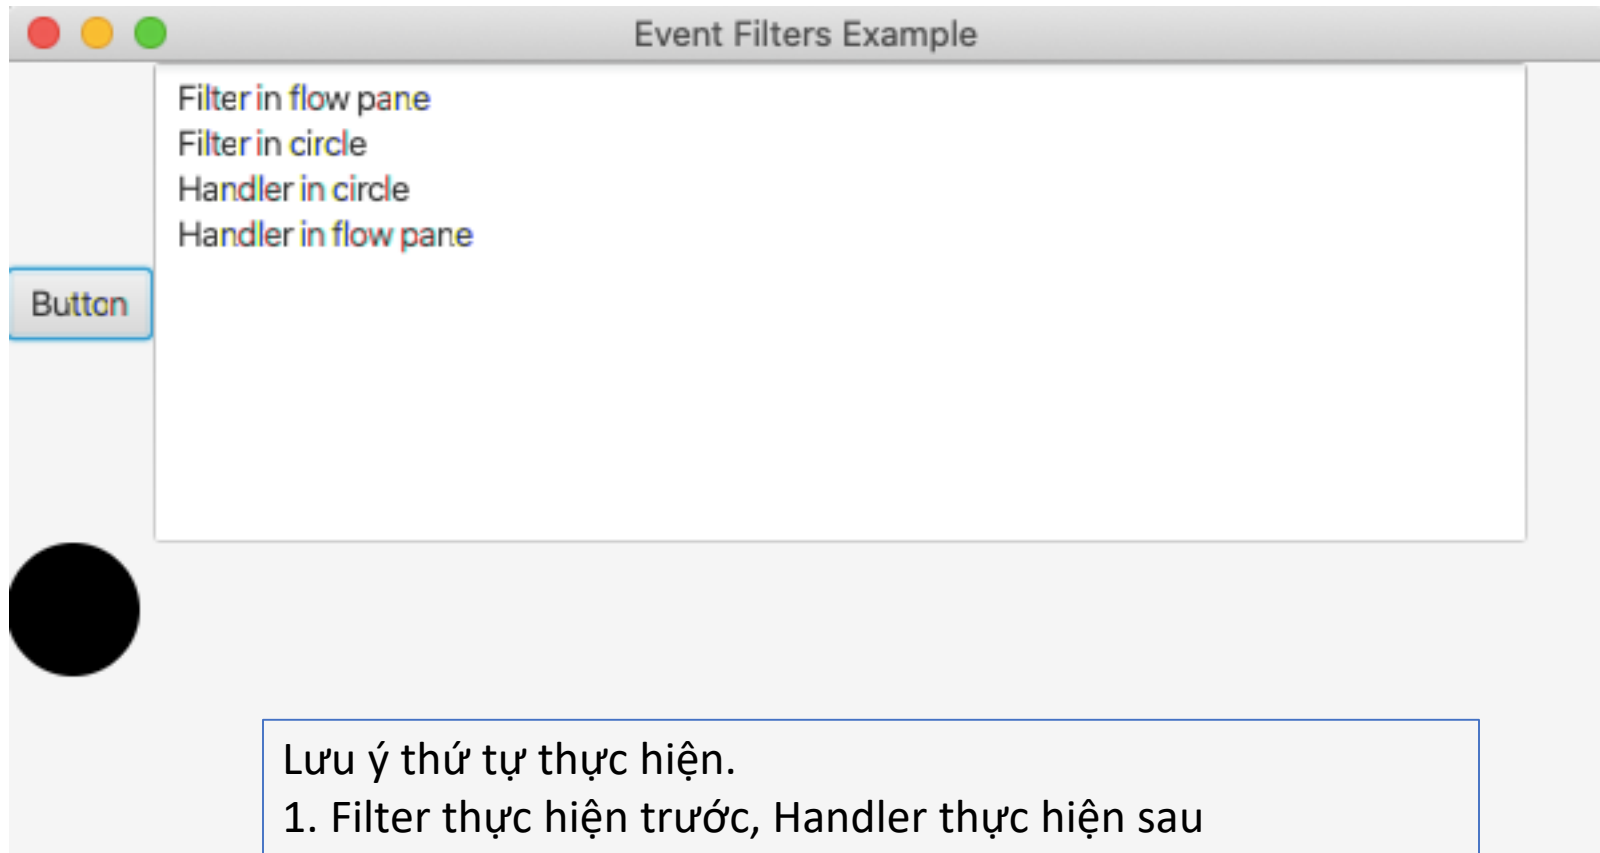 Event Filters Example
Filter in flow pane
Filter in circle
Handler in circle
Handler in flow pane
Button
Lưu ý thứ tự thực hiện.
1. Filter thực hiện trước, Handler thực hiện sau